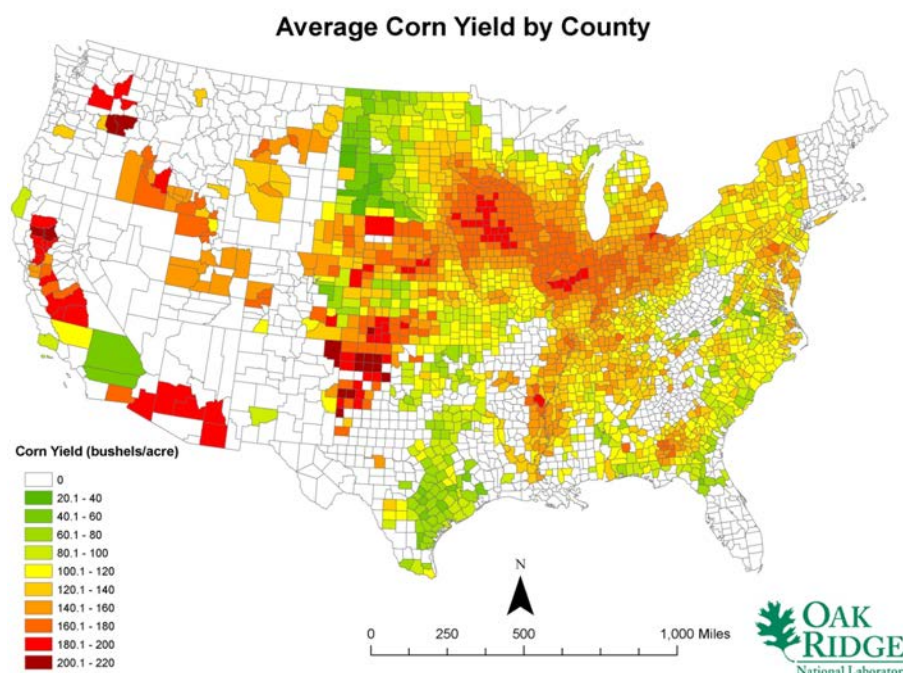 Average Corn Yield by County
Corn Yield (bushels/acre)
0
20.1 - 40
40.1 - 60
60.1 - 80
80.1 - 100
100.1 - 120
120.1 - 140
140.1 - 160
160.1 - 180
180.1 - 200
200.1 - 220
N
0 250 500 1,000 Miles
OAK
RIDGE
National Laborator